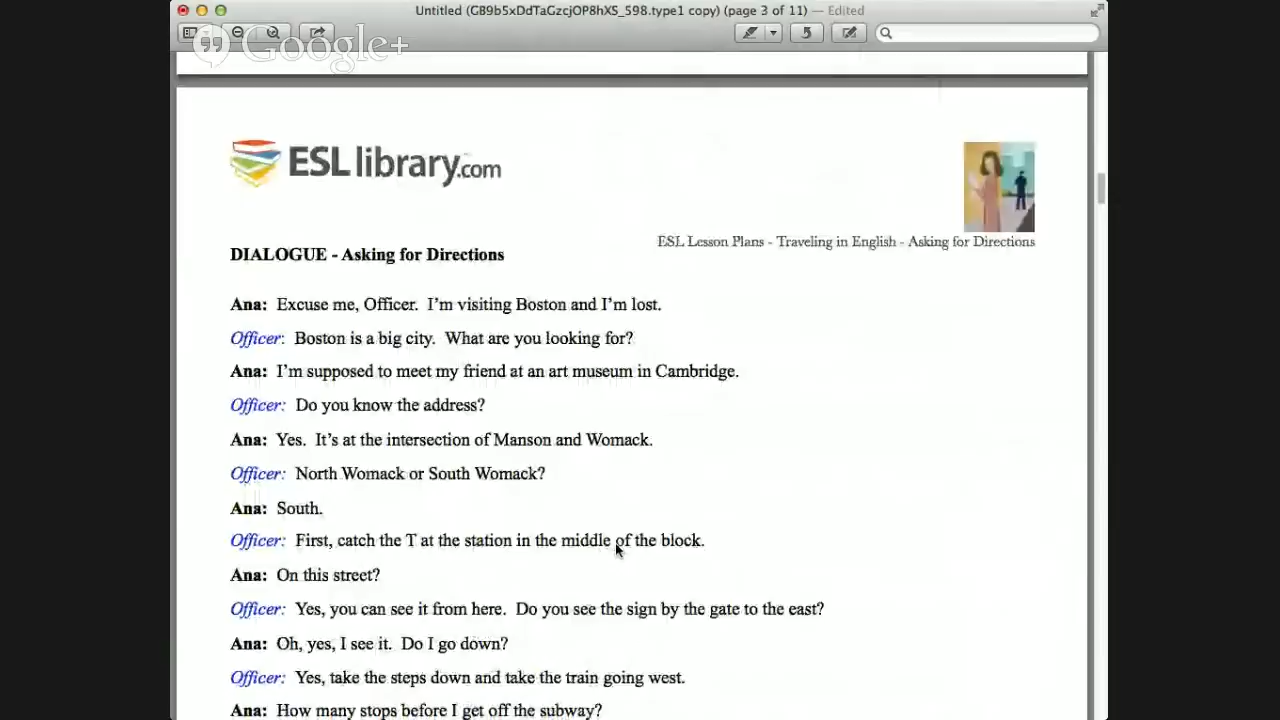 Untitled (G89b5xDdTaGzcjOP8hXS_598.type1 copy) (page 3 of 11) — Edited
Google+
ESL library.com
ESL Lesson Plans - Traveling in English - Asking for Directions
DIALOGUE - Asking for Directions
Ana: Excuse me, Officer. I'm visiting Boston and I'm lost.
Officer: Boston is a big city. What are you looking for?
Ana: I'm supposed to meet my friend at an art museum in Cambridge.
Officer: Do you know the address?
Ana: Yes. It's at the intersection of Manson and Womack.
Officer: North Womack or South Womack?
Ana: South.
Officer: First, catch the T at the station in the middle of the block.
Ana: On this street?
Officer: Yes, you can see it from here. Do you see the sign by the gate to the east?
Ana: Oh, yes, I see it. Do I go down?
Officer: Yes, take the steps down and take the train going west.
Ana: How many stops before I get off the subway?